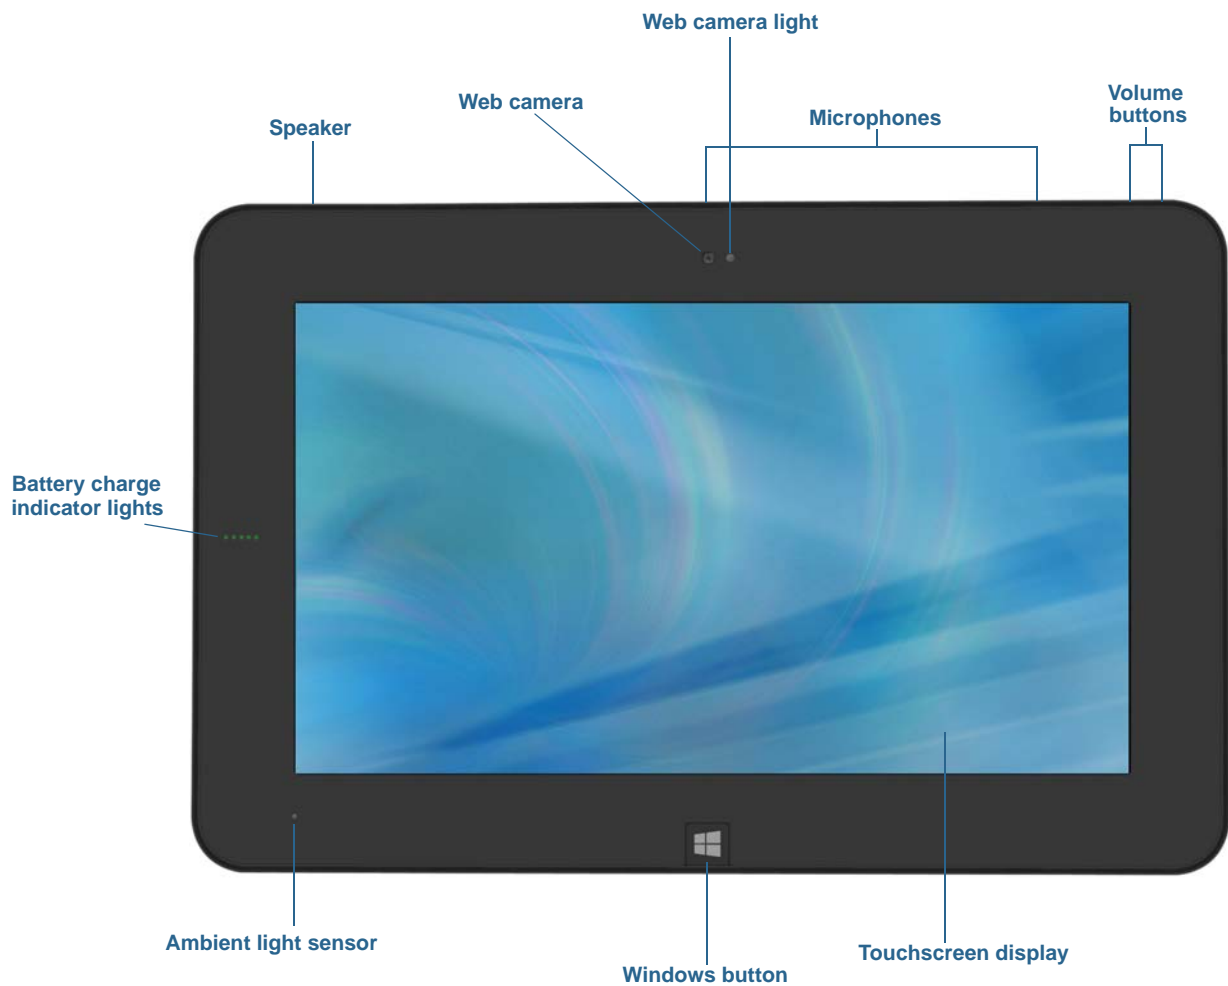 Web camera light
Web camera
Volume
buttons
Microphones
Speaker
Battery charge
indicator lights
Ambient light sensor
Touchscreen display
Windows button